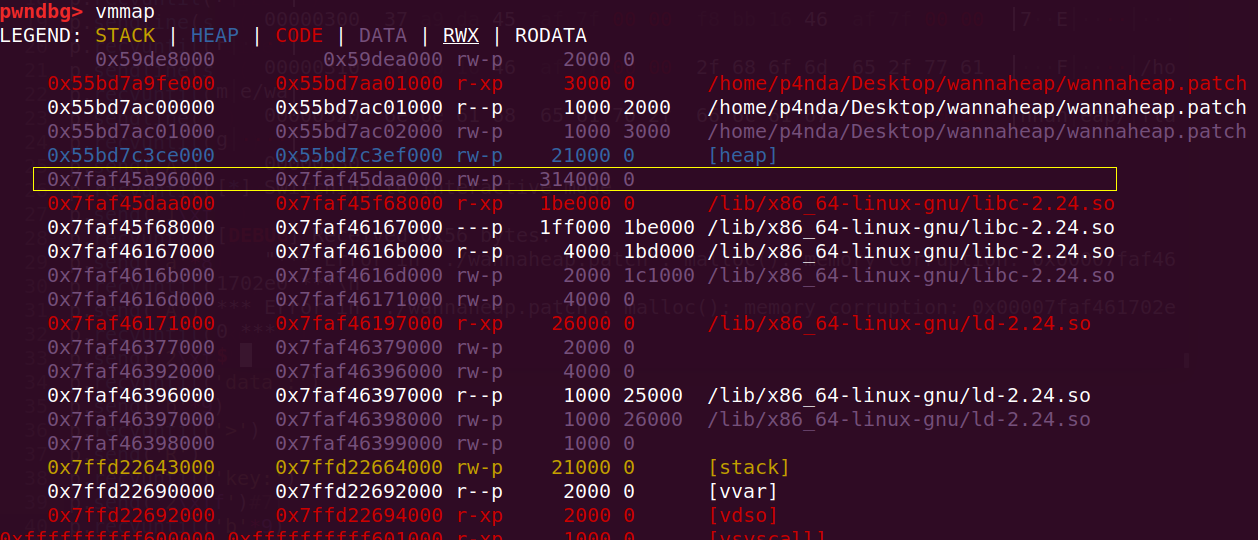 pwndbg> vmmap
LEGEND: STACK | HEAP | CODE | DATA | RWX | RODATA
0x59de8000 0x59dea000 rw-p 2000 0
0x55bd7a9fe000 0x55bd7aa01000 r-xp 3000 0 /home/p4nda/Desktop/wannaheap/wannaheap.patch
0x55bd7ac00000 0x55bd7ac01000 r--p 1000 2000 /home/p4nda/Desktop/wannaheap/wannaheap.patch
0x55bd7ac01000 0x55bd7ac02000 rw-p 1000 3000 /home/p4nda/Desktop/wannaheap/wannaheap.patch
0x55bd7c3ce000 0x55bd7c3ef000 rw-p 21000 0 [heap]
0x7faf45a96000 0x7faf45daa000 rw-p 314000 0
0x7faf45daa000 0x7faf45f68000 r-xp 1be000 0 /lib/x86_64-linux-gnu/libc-2.24.so
0x7faf45f68000 0x7faf46167000 ---p 1ff000 1be000 /lib/x86_64-linux-gnu/libc-2.24.so
0x7faf46167000 0x7faf4616b000 r--p 4000 1bd000 /lib/x86_64-linux-gnu/libc-2.24.so
0x7faf4616b000 0x7faf4616d000 rw-p 2000 1c1000 /lib/x86_64-linux-gnu/libc-2.24.so
0x7faf4616d000 0x7faf46171000 rw-p 4000 0
0x7faf46171000 0x7faf46197000 r-xp 26000 0 /lib/x86_64-linux-gnu/ld-2.24.so
0x7faf46377000 0x7faf46379000 rw-p 2000 0
0x7faf46392000 0x7faf46396000 rw-p 4000 0
0x7faf46396000 0x7faf46397000 r--p 1000 25000 /lib/x86_64-linux-gnu/ld-2.24.so
0x7faf46397000 0x7faf46398000 rw-p 1000 26000 /lib/x86_64-linux-gnu/ld-2.24.so
0x7faf46398000 0x7faf46399000 rw-p 1000 0
0x7ffd22643000 0x7ffd22664000 rw-p 21000 0 [stack]
0x7ffd22690000 0x7ffd22692000 r--p 2000 0 [vvar]
0x7ffd22692000 0x7ffd22694000 r-xp 2000 0 [vdso]
0xffffffffff600000 0xffffffffff601000 r-xp 1000 0 [vsyscall]